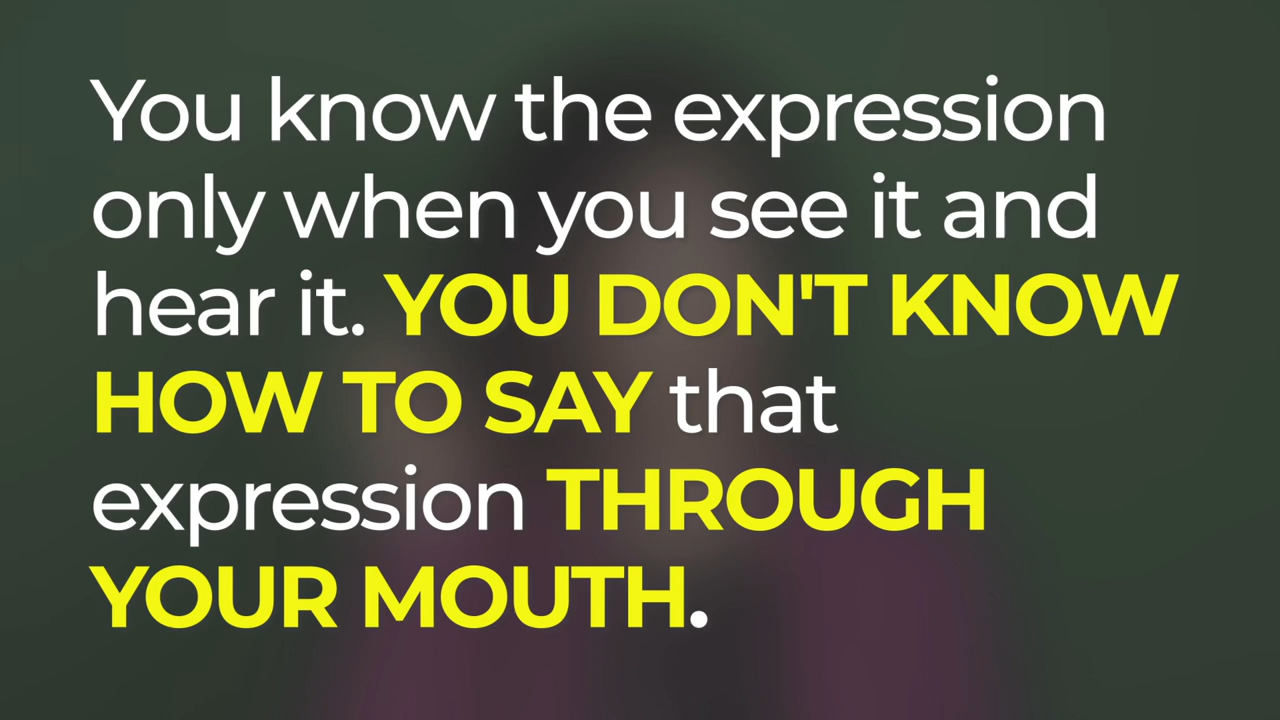 You know the expression
only when you see it and
hear it. YOU DON'T KNOW
HOW TO SAY that
expression THROUGH
YOUR MOUTH.